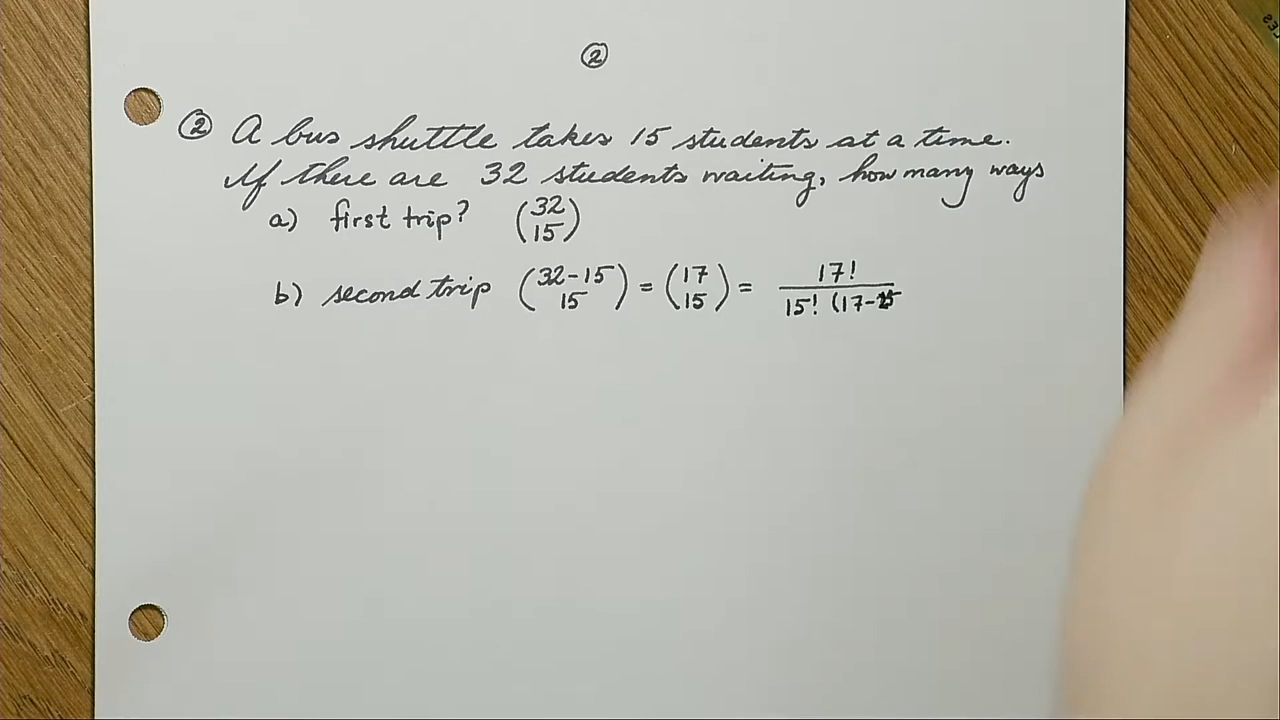 ②
② A bus shuttle takes 15 students at a time.
If there are 32 students waiting, how many ways
a) first trip? (32 15)
b) second trip (32-15 15) = (17 15) = 17! / 15! (17-15